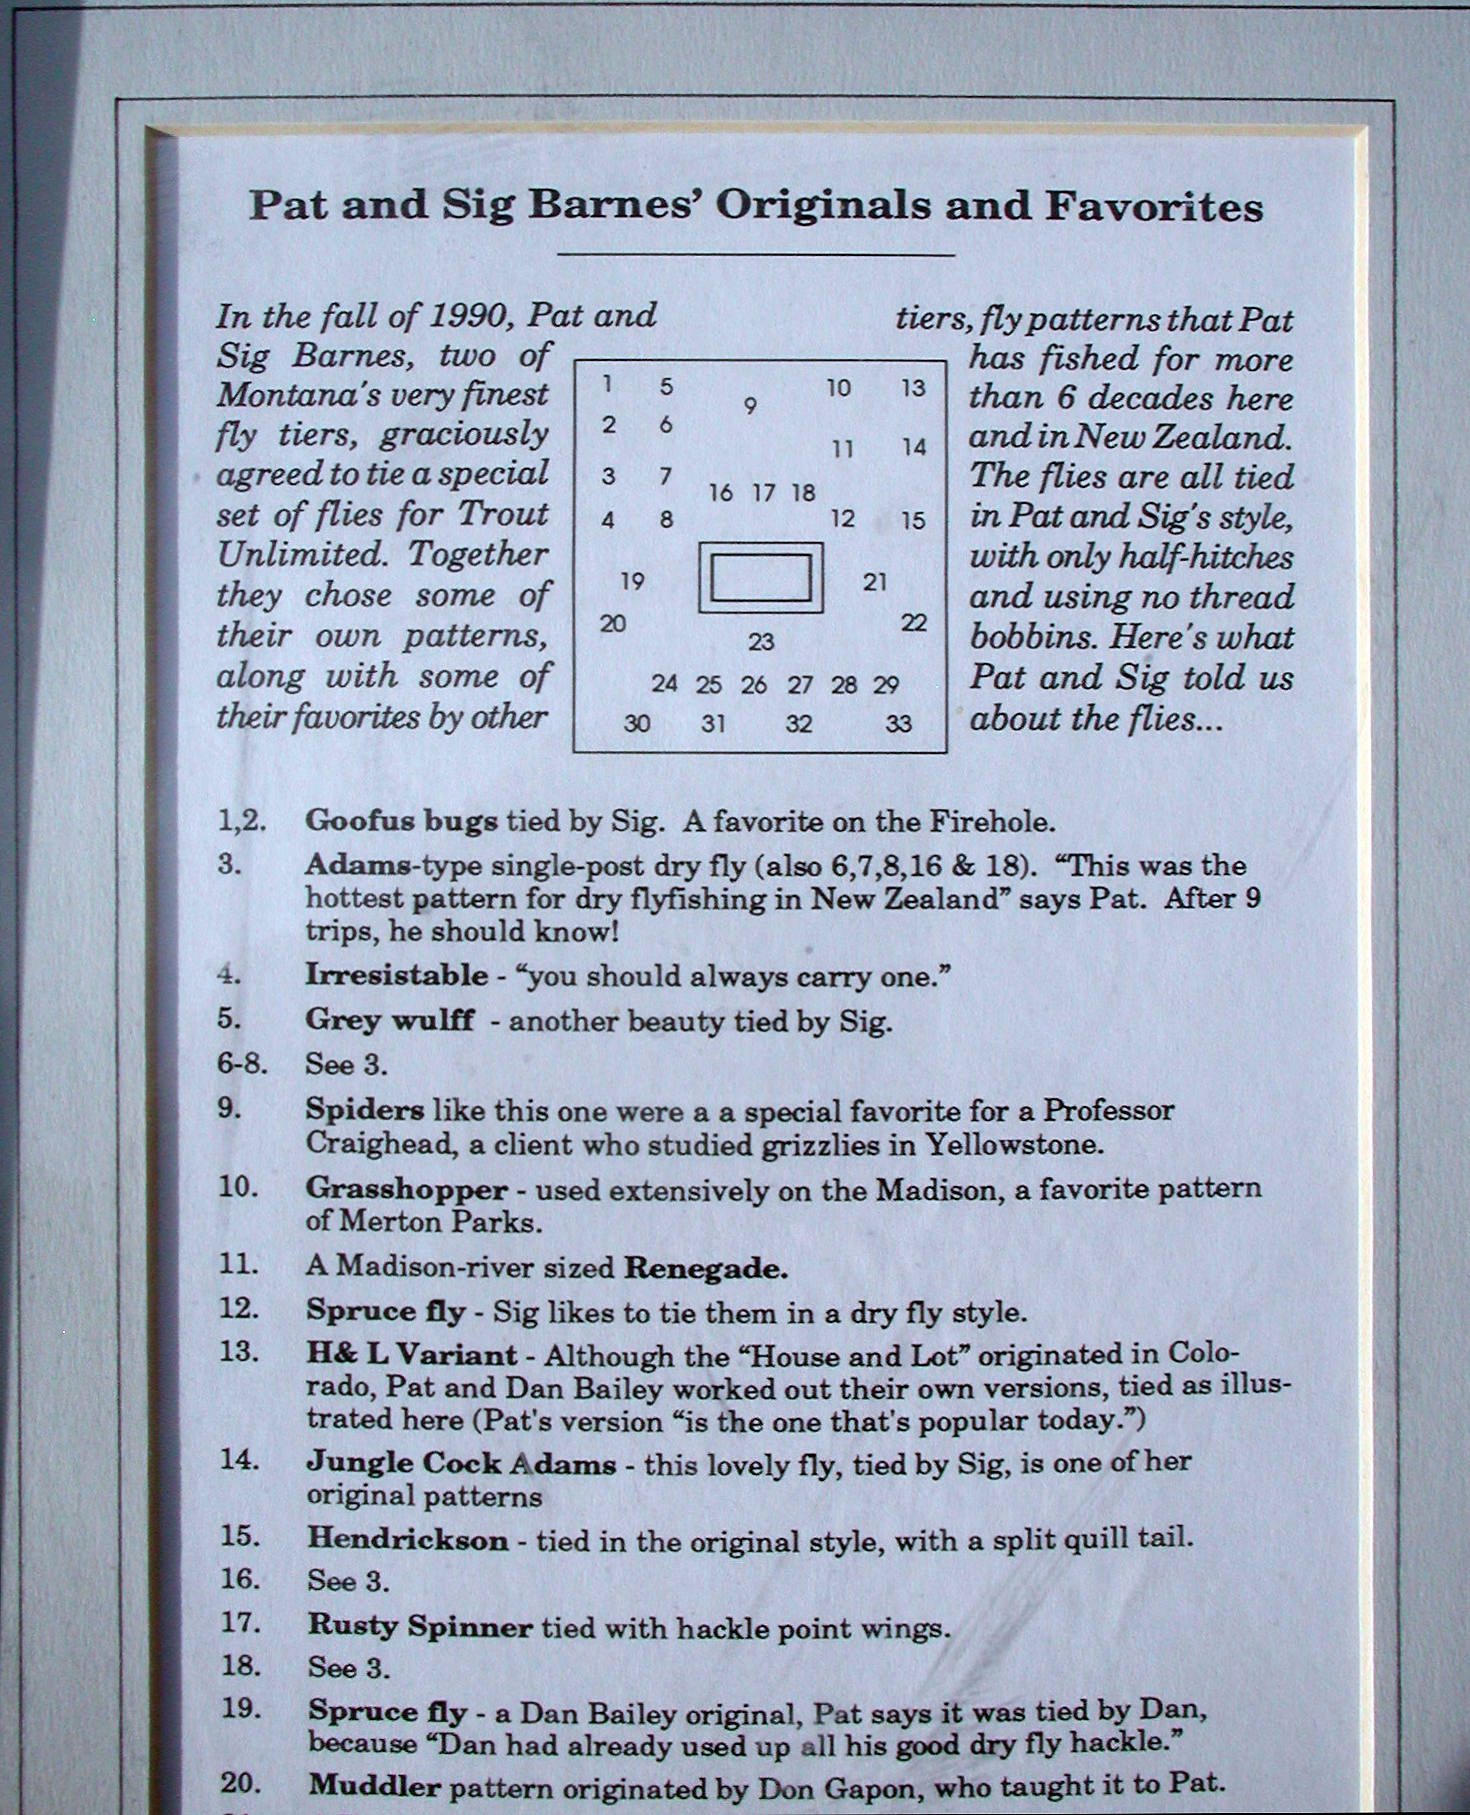 Pat and Sig Barnes’ Originals and Favorites
In the fall of 1990, Pat and
Sig Barnes, two of
Montana's very finest
fly tiers, graciously
agreed to tie a special
set of flies for Trout
Unlimited. Together
they chose some of
their own patterns,
along with some of
their favorites by other
1 5 9 10 13
2 6 11 14
3 7 16 17 18
4 8 12 15
19 21
20 22
23
24 25 26 27 28 29
30 31 32 33
tiers, fly patterns that Pat
has fished for more
than 6 decades here
and in New Zealand.
The flies are all tied
in Pat and Sig's style,
with only half-hitches
and using no thread
bobbins. Here's what
Pat and Sig told us
about the flies...
1,2. Goofus bugs tied by Sig. A favorite on the Firehole.
3. Adams-type single-post dry fly (also 6,7,8,16 & 18). “This was the
hottest pattern for dry flyfishing in New Zealand” says Pat. After 9
trips, he should know!
4. Irresistable - “you should always carry one.”
5. Grey wulff - another beauty tied by Sig.
6-8. See 3.
9. Spiders like this one were a a special favorite for a Professor
Craighead, a client who studied grizzlies in Yellowstone.
10. Grasshopper - used extensively on the Madison, a favorite pattern
of Merton Parks.
11. A Madison-river sized Renegade.
12. Spruce fly - Sig likes to tie them in a dry fly style.
13. H& L Variant - Although the “House and Lot” originated in Colo-
rado, Pat and Dan Bailey worked out their own versions, tied as illus-
trated here (Pat's version “is the one that's popular today.”)
14. Jungle Cock Adams - this lovely fly, tied by Sig, is one of her
original patterns
15. Hendrickson - tied in the original style, with a split quill tail.
16. See 3.
17. Rusty Spinner tied with hackle point wings.
18. See 3.
19. Spruce fly - a Dan Bailey original, Pat says it was tied by Dan,
because “Dan had already used up all his good dry fly hackle.”
20. Muddler pattern originated by Don Gapon, who taught it to Pat.